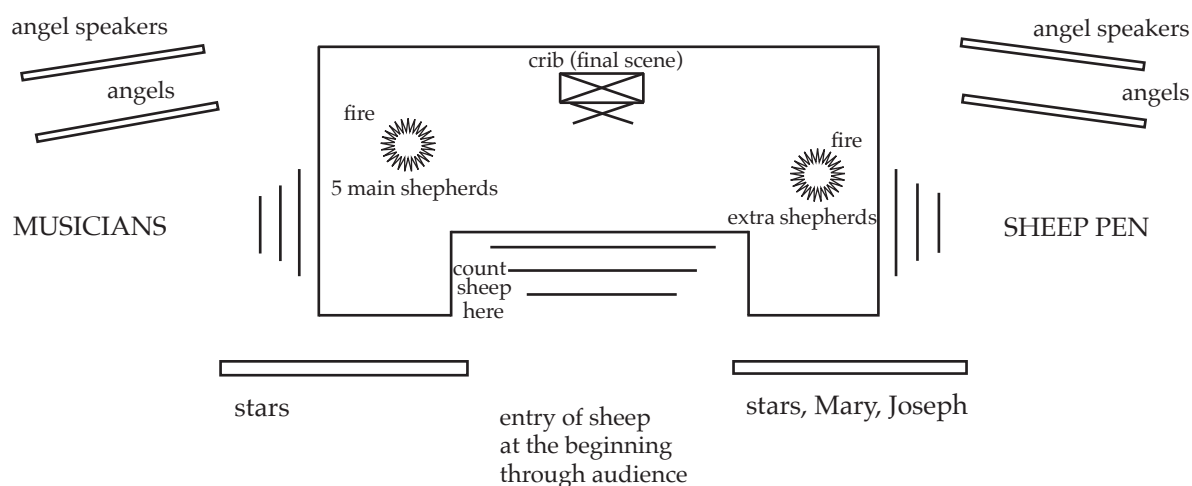 angel speakers
angel speakers
crib (final scene)
angels
angels
fire
fire
5 main shepherds
extra shepherds
MUSICIANS
SHEEP PEN
count
sheep
here
stars
stars, Mary, Joseph
entry of sheep
at the beginning
through audience